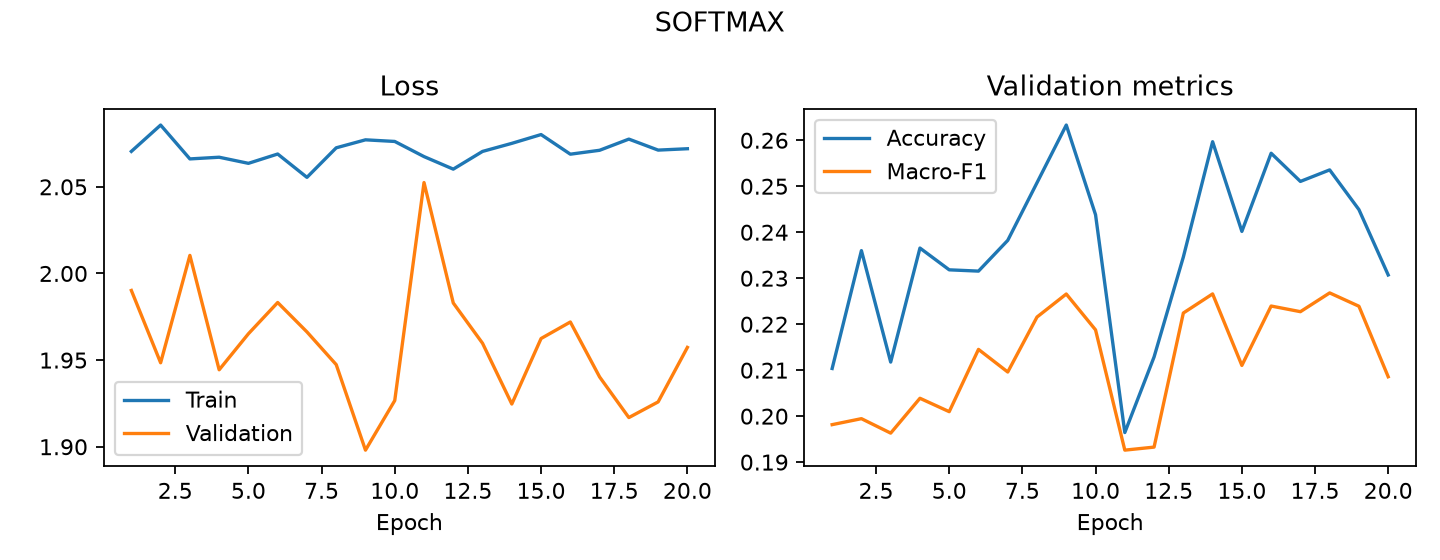 SOFTMAX
Loss
2.05
2.00
1.95
1.90
Train
Validation
2.5 5.0 7.5 10.0 12.5 15.0 17.5 20.0
Epoch
Validation metrics
0.26
0.25
0.24
0.23
0.22
0.21
0.20
0.19
Accuracy
Macro-F1
2.5 5.0 7.5 10.0 12.5 15.0 17.5 20.0
Epoch